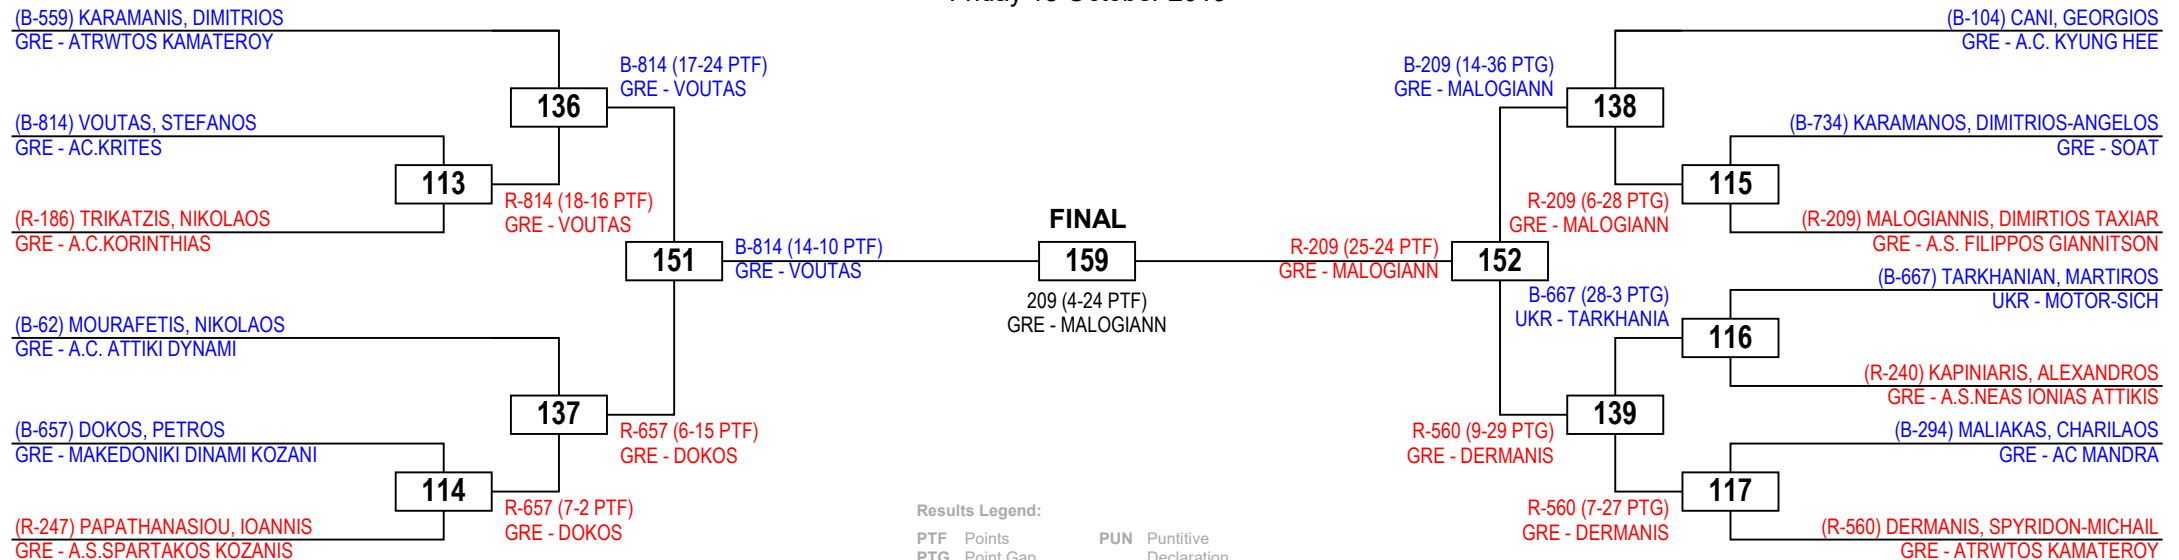 (B-559) KARAMANIS, DIMITRIOS
GRE - ATRWTOS KAMATEROY
(B-814) VOUTAS, STEFANOS
GRE - AC.KRITES
(R-186) TRIKATZIS, NIKOLAOS
GRE - A.C.KORINTHIAS
(B-62) MOURAFETIS, NIKOLAOS
GRE - A.C. ATTIKI DYNAMI
(B-657) DOKOS, PETROS
GRE - MAKEDONIKI DINAMI KOZANI
(R-247) PAPATHANASIOU, IOANNIS
GRE - A.S.SPARTAKOS KOZANIS
113
R-814 (18-16 PTF)
GRE - VOUTAS
114
R-657 (7-2 PTF)
GRE - DOKOS
136
B-814 (17-24 PTF)
GRE - VOUTAS
137
R-657 (6-15 PTF)
GRE - DOKOS
151
B-814 (14-10 PTF)
GRE - VOUTAS
FINAL
159
209 (4-24 PTF)
GRE - MALOGIANN
R-209 (25-24 PTF)
GRE - MALOGIANN
152
B-209 (14-36 PTG)
GRE - MALOGIANN
138
R-560 (9-29 PTG)
GRE - DERMANIS
139
R-209 (6-28 PTG)
GRE - MALOGIANN
115
B-667 (28-3 PTG)
UKR - TARKHANIA
116
R-560 (7-27 PTG)
GRE - DERMANIS
117
(B-104) CANI, GEORGIOS
GRE - A.C. KYUNG HEE
(B-734) KARAMANOS, DIMITRIOS-ANGELOS
GRE - SOAT
(R-209) MALOGIANNIS, DIMIRTIOS TAXIAR
GRE - A.S. FILIPPOS GIANNITSON
(B-667) TARKHANIAN, MARTIROS
UKR - MOTOR-SICH
(R-240) KAPINIARIS, ALEXANDROS
GRE - A.S.NEAS IONIAS ATTIKIS
(B-294) MALIAKAS, CHARILAOS
GRE - AC MANDRA
(R-560) DERMANIS, SPYRIDON-MICHAIL
GRE - ATRWTOS KAMATEROY
Results Legend:
PTF Points PUN Puntitive
PTG Point Gap Declaration